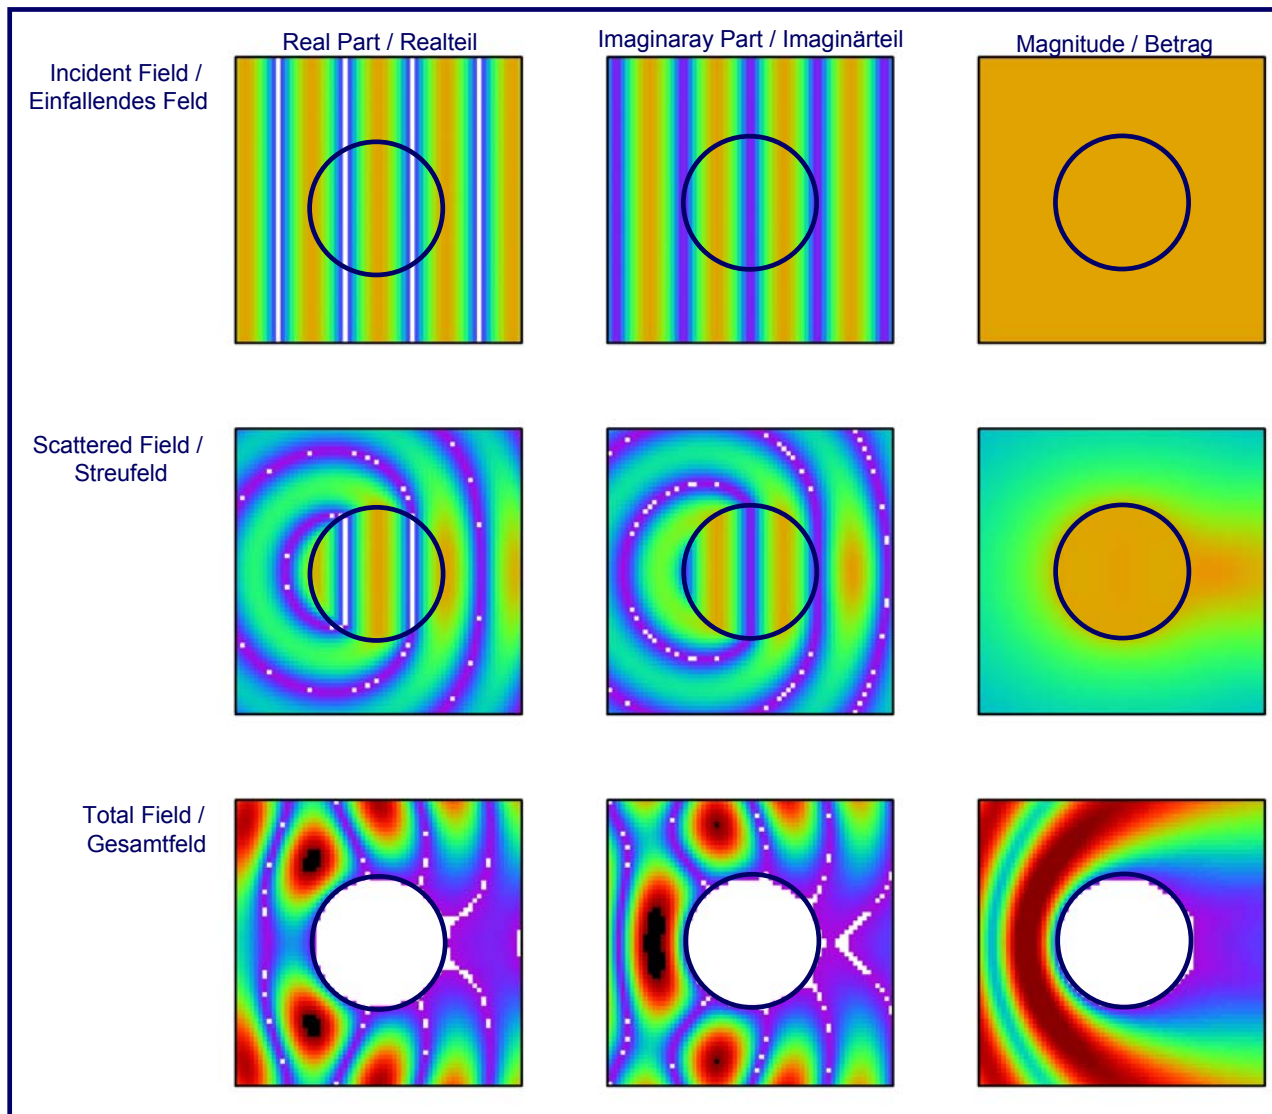 Real Part / Realteil
Imaginaray Part / Imaginärteil
Magnitude / Betrag
Incident Field /
Einfallendes Feld
Scattered Field /
Streufeld
Total Field /
Gesamtfeld